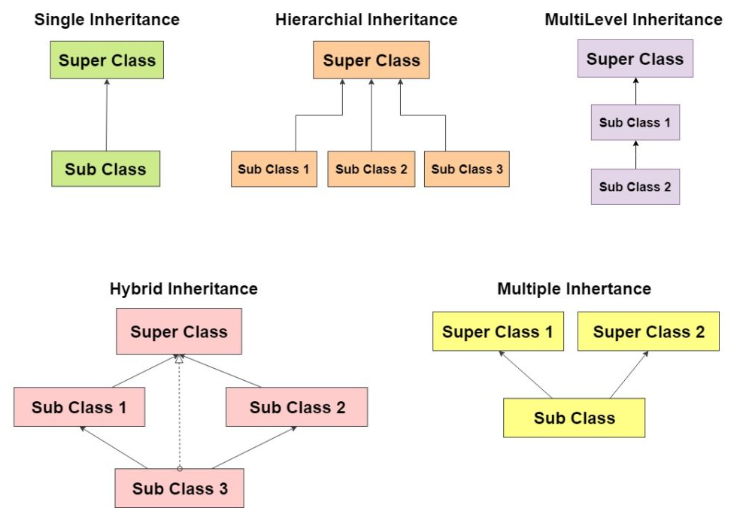 Single Inheritance
Hierarchial Inheritance
MultiLevel Inheritance
Super Class
Super Class
Super Class
Sub Class 1
Sub Class
Sub Class 1
Sub Class 2
Sub Class 3
Sub Class 2
Hybrid Inheritance
Multiple Inhertance
Super Class
Super Class 1
Super Class 2
Sub Class 1
Sub Class 2
Sub Class
Sub Class 3